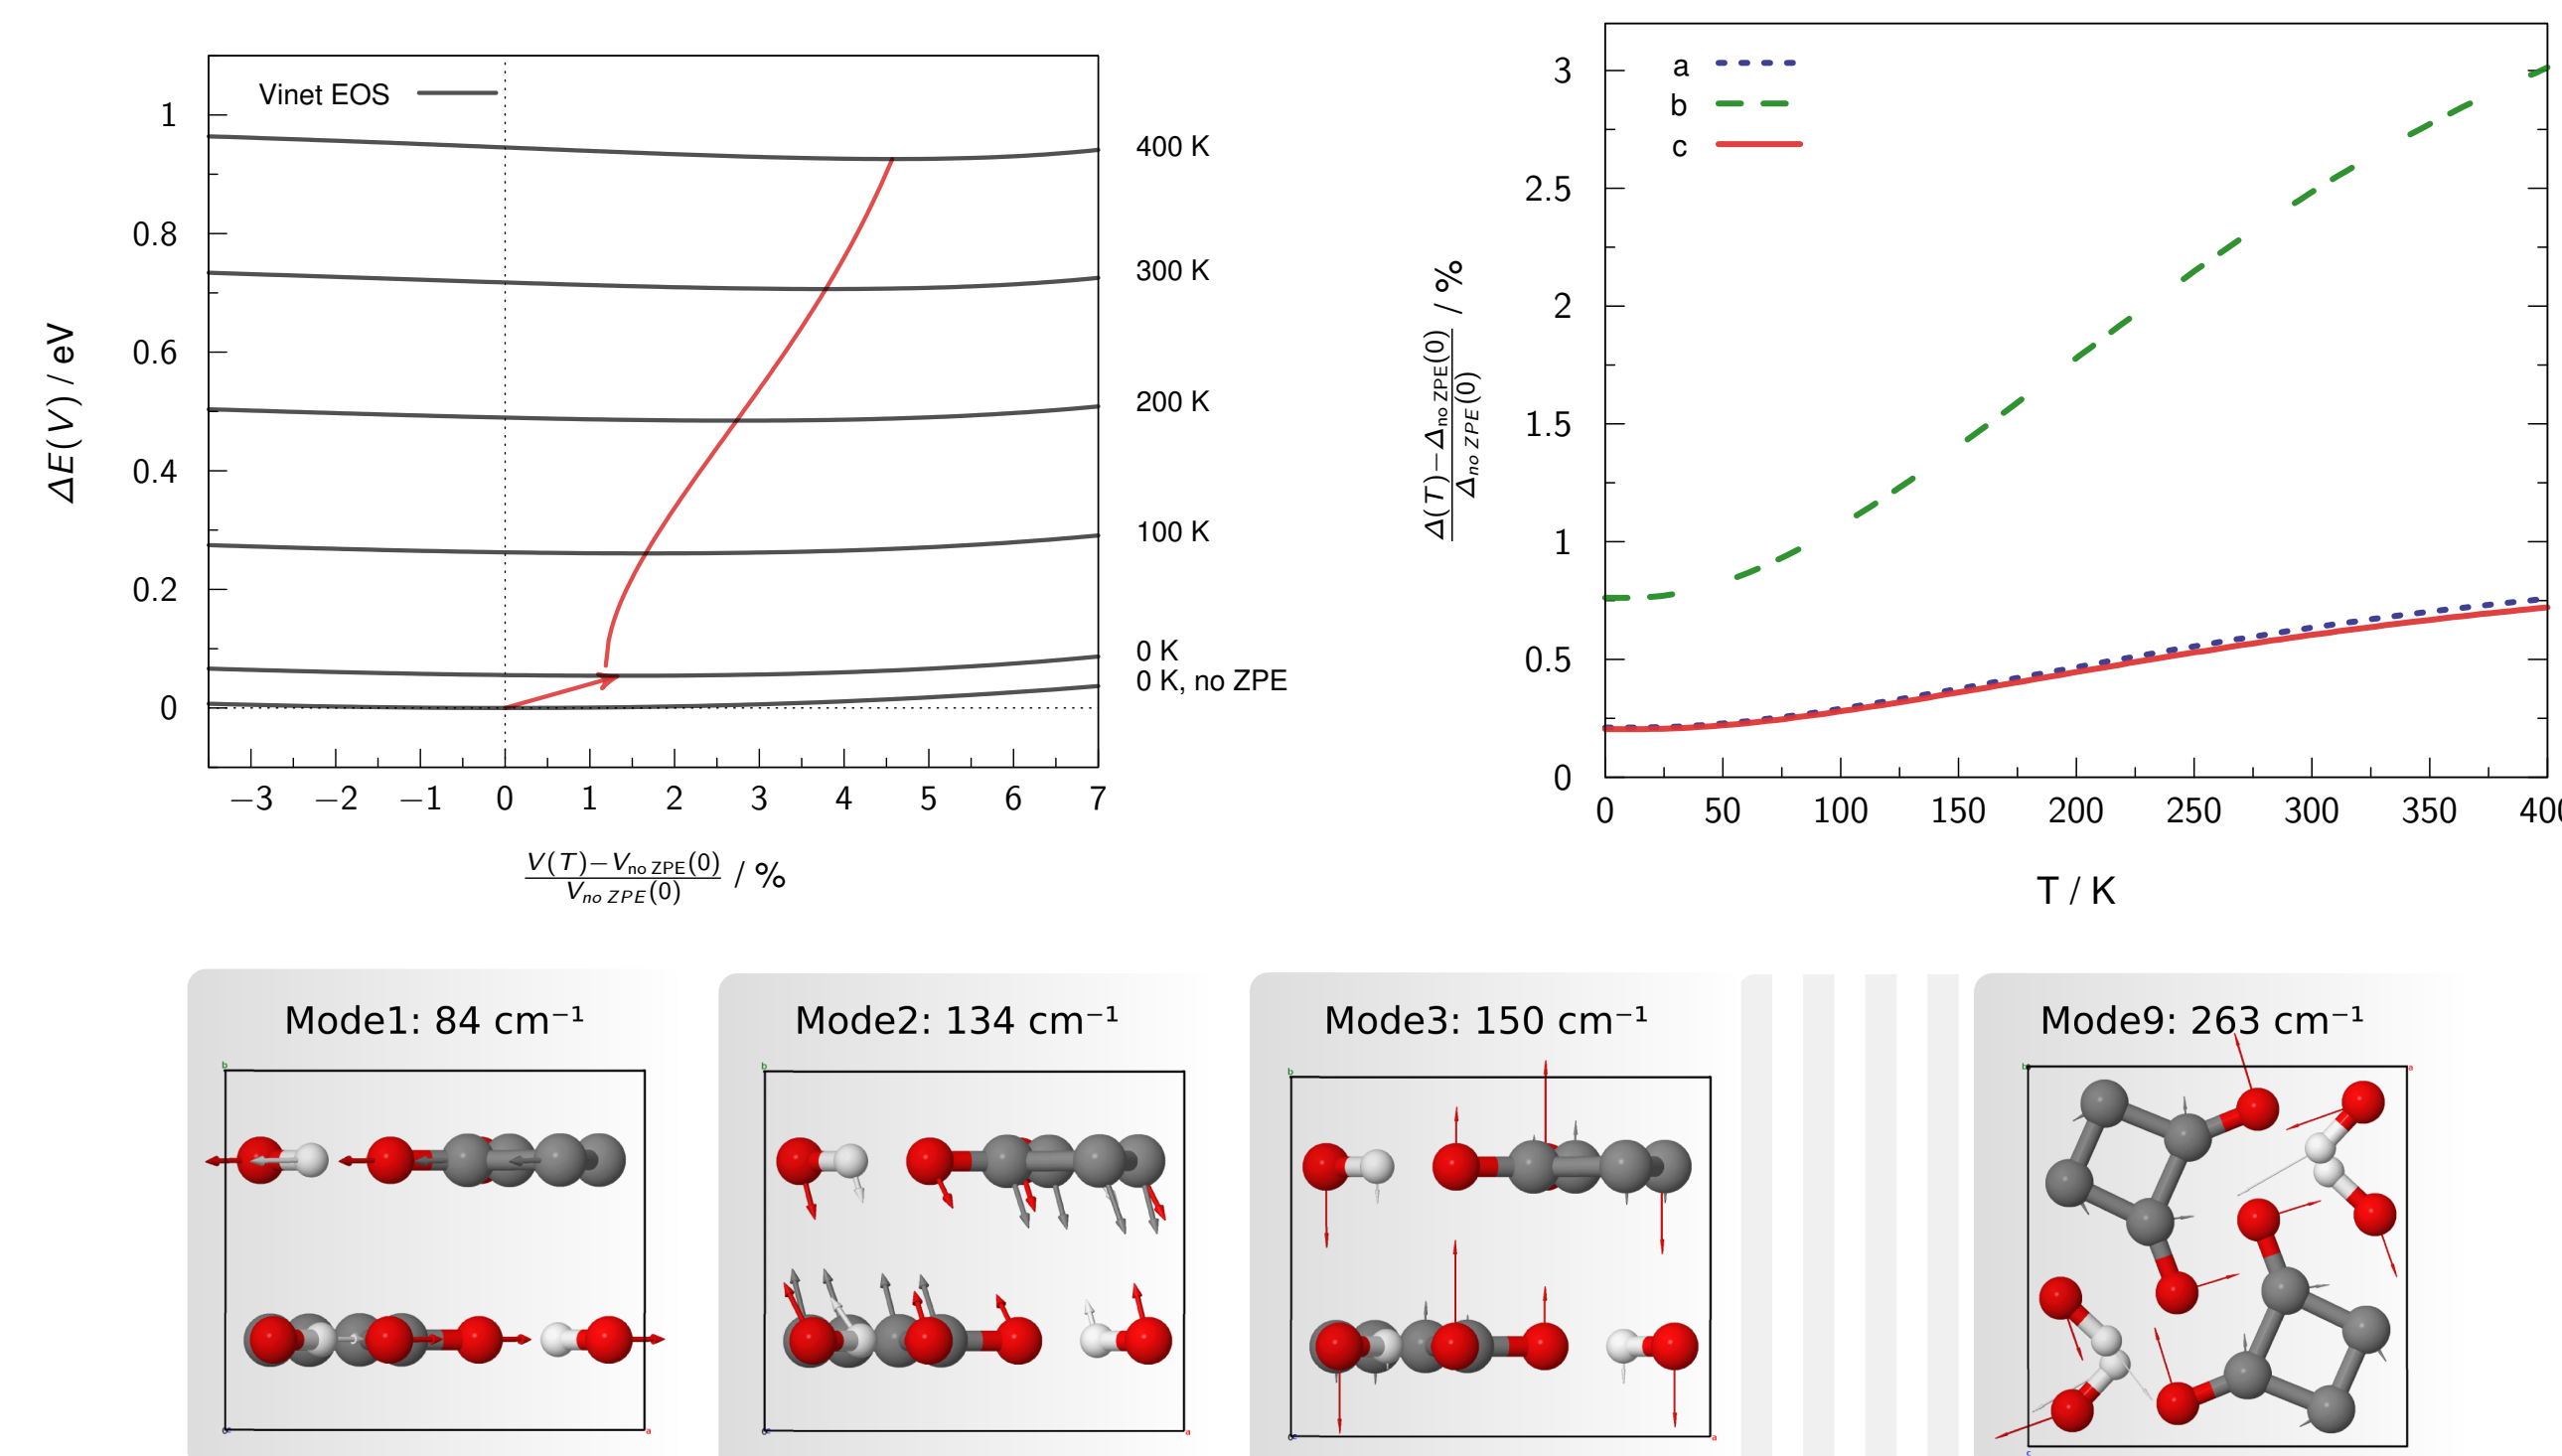 Vinet EOS
1
0.8
0.6
0.4
0.2
0
ΔE(V) / eV
400 K
300 K
200 K
100 K
0 K
0 K, no ZPE
−3 −2 −1 0 1 2 3 4 5 6 7
V(T)−V_no ZPE(0)
V_no ZPE(0) / %
a
b
c
3
2.5
2
1.5
1
0.5
0
Δ(T)−Δ_no ZPE(0)
Δ_no ZPE(0) / %
0 50 100 150 200 250 300 350
T / K
Mode1: 84 cm⁻¹
Mode2: 134 cm⁻¹
Mode3: 150 cm⁻¹
Mode9: 263 cm⁻¹
b
b
b
a
a
a
a
c